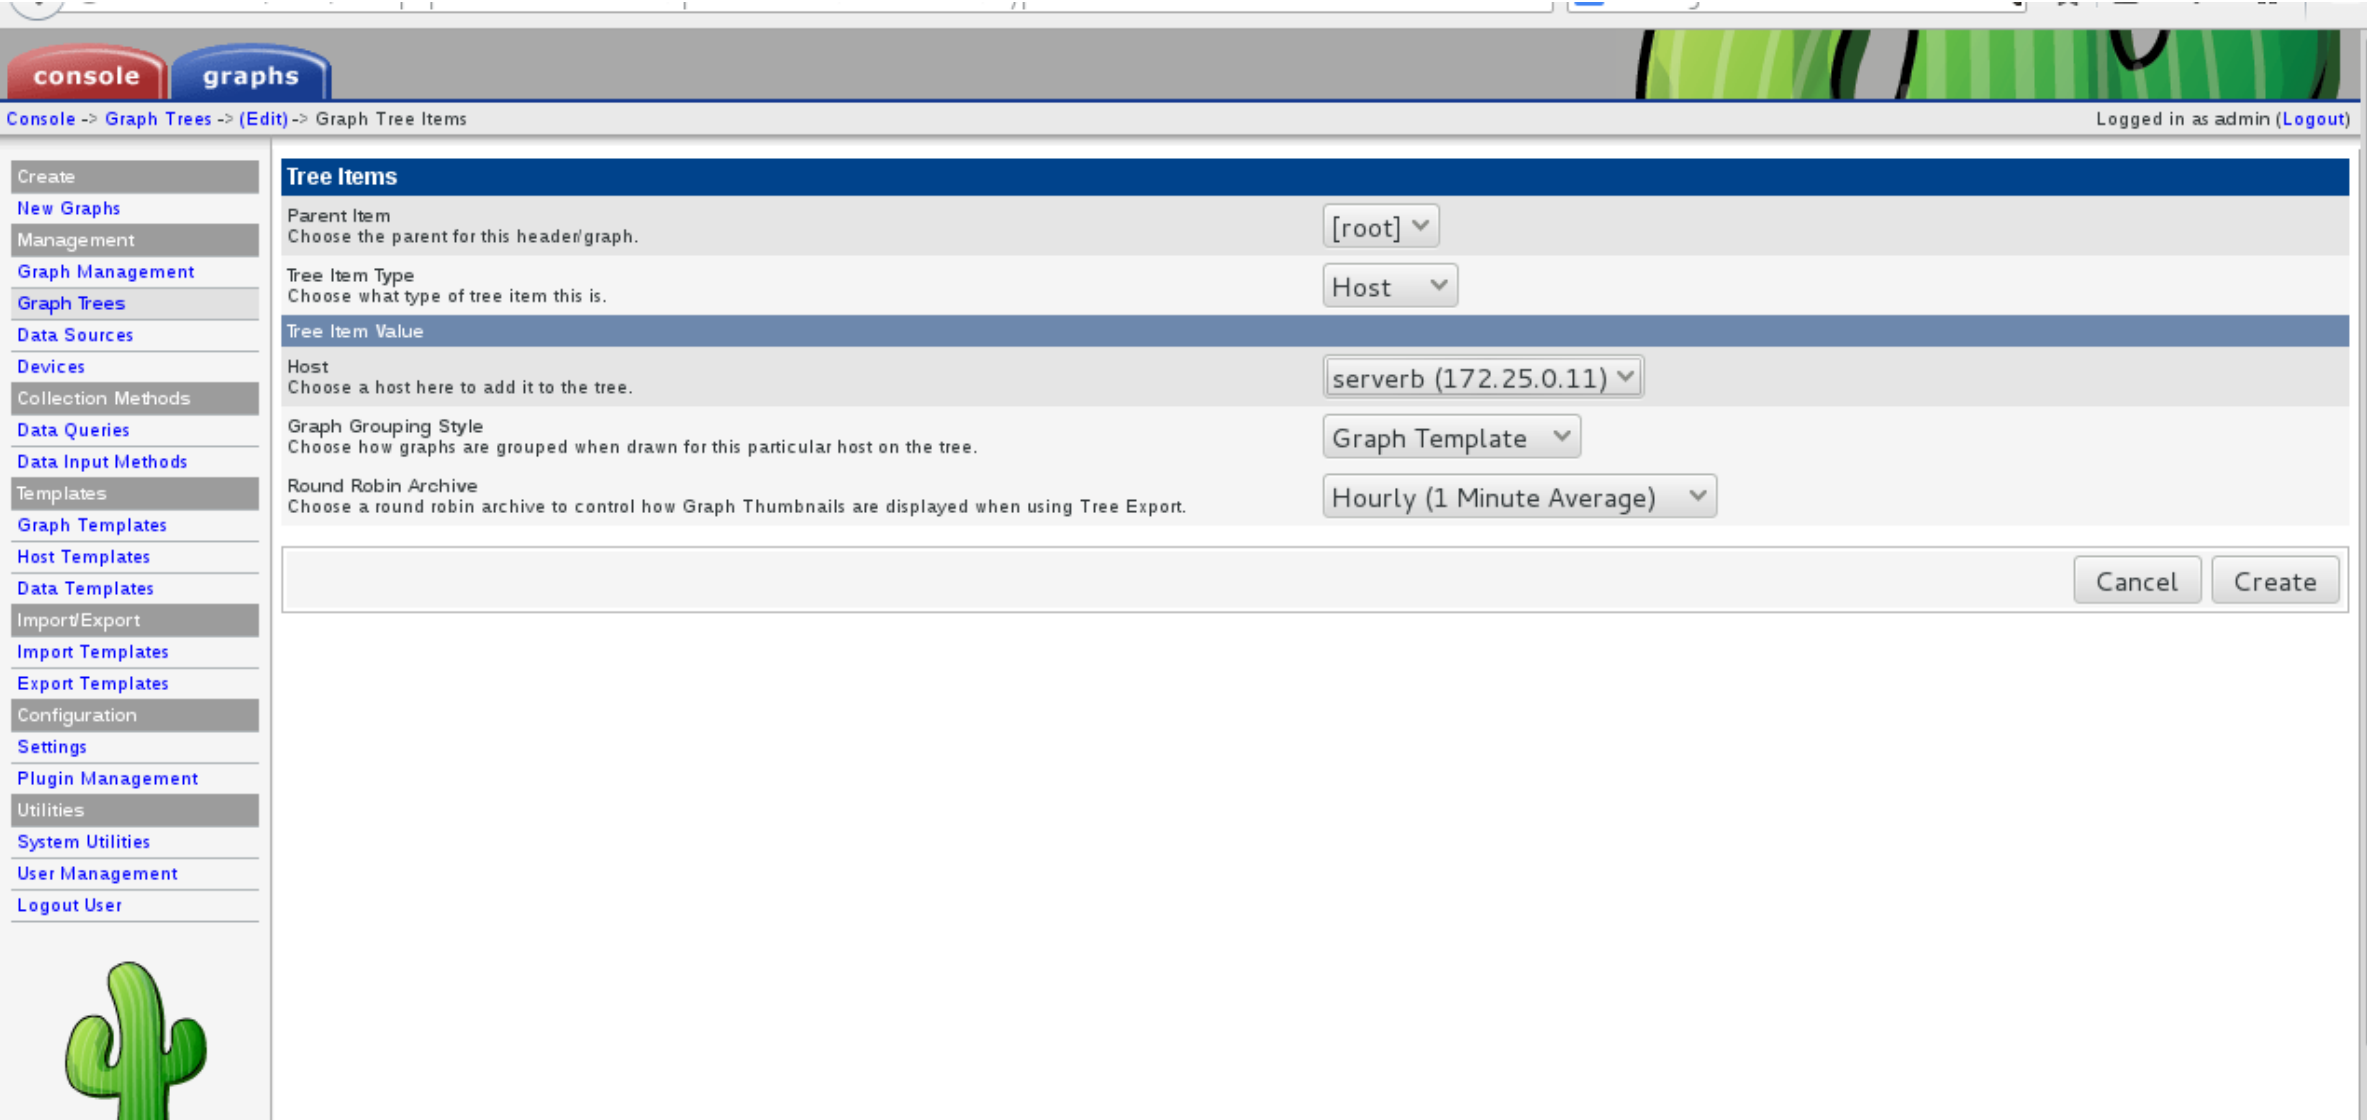 console
graphs
Console -> Graph Trees -> (Edit) -> Graph Tree Items
Logged in as admin (Logout)
Create
New Graphs
Management
Graph Management
Graph Trees
Data Sources
Devices
Collection Methods
Data Queries
Data Input Methods
Templates
Graph Templates
Host Templates
Data Templates
Import/Export
Import Templates
Export Templates
Configuration
Settings
Plugin Management
Utilities
System Utilities
User Management
Logout User
Tree Items
Parent Item
Choose the parent for this header/graph.
[root]
Tree Item Type
Choose what type of tree item this is.
Host
Tree Item Value
Host
Choose a host here to add it to the tree.
serverb (172.25.0.11)
Graph Grouping Style
Choose how graphs are grouped when drawn for this particular host on the tree.
Graph Template
Round Robin Archive
Choose a round robin archive to control how Graph Thumbnails are displayed when using Tree Export.
Hourly (1 Minute Average)
Cancel
Create